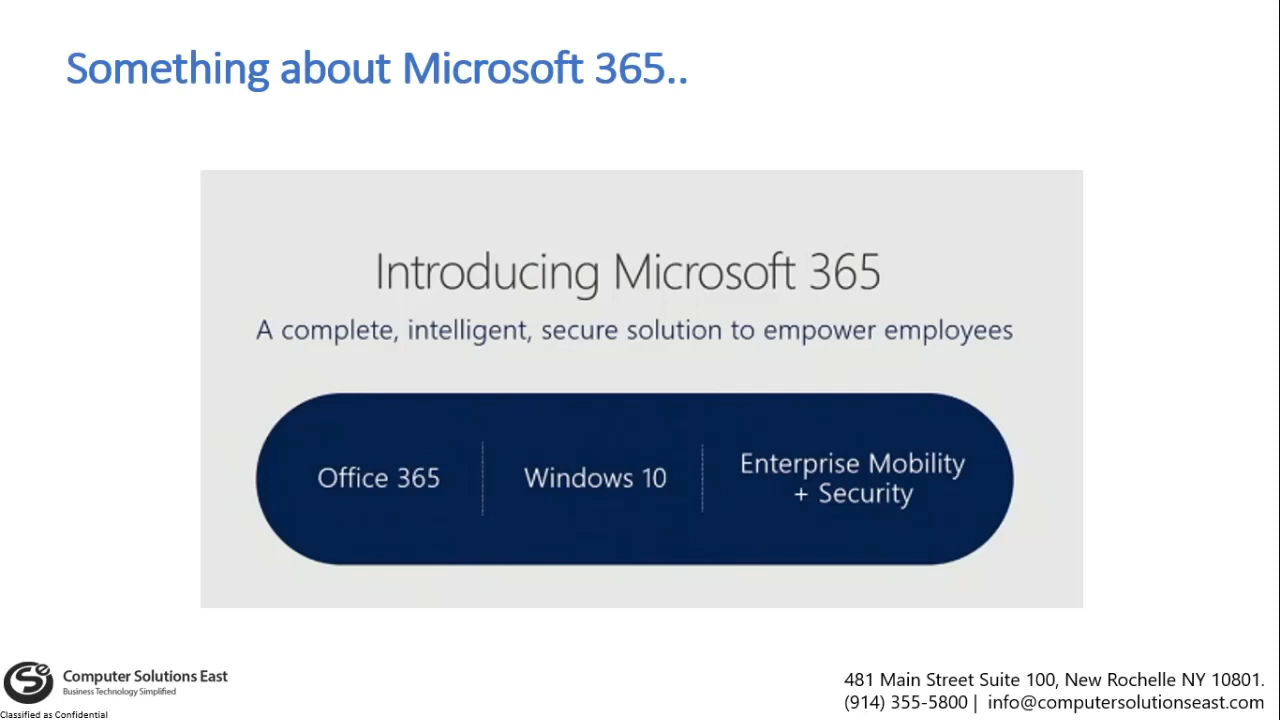 Something about Microsoft 365..
Introducing Microsoft 365
A complete, intelligent, secure solution to empower employees
Office 365
Windows 10
Enterprise Mobility
+ Security
Computer Solutions East
Business Technology Simplified
Classified as Confidential
481 Main Street Suite 100, New Rochelle NY 10801.
(914) 355-5800 | info@computersolutionseast.com